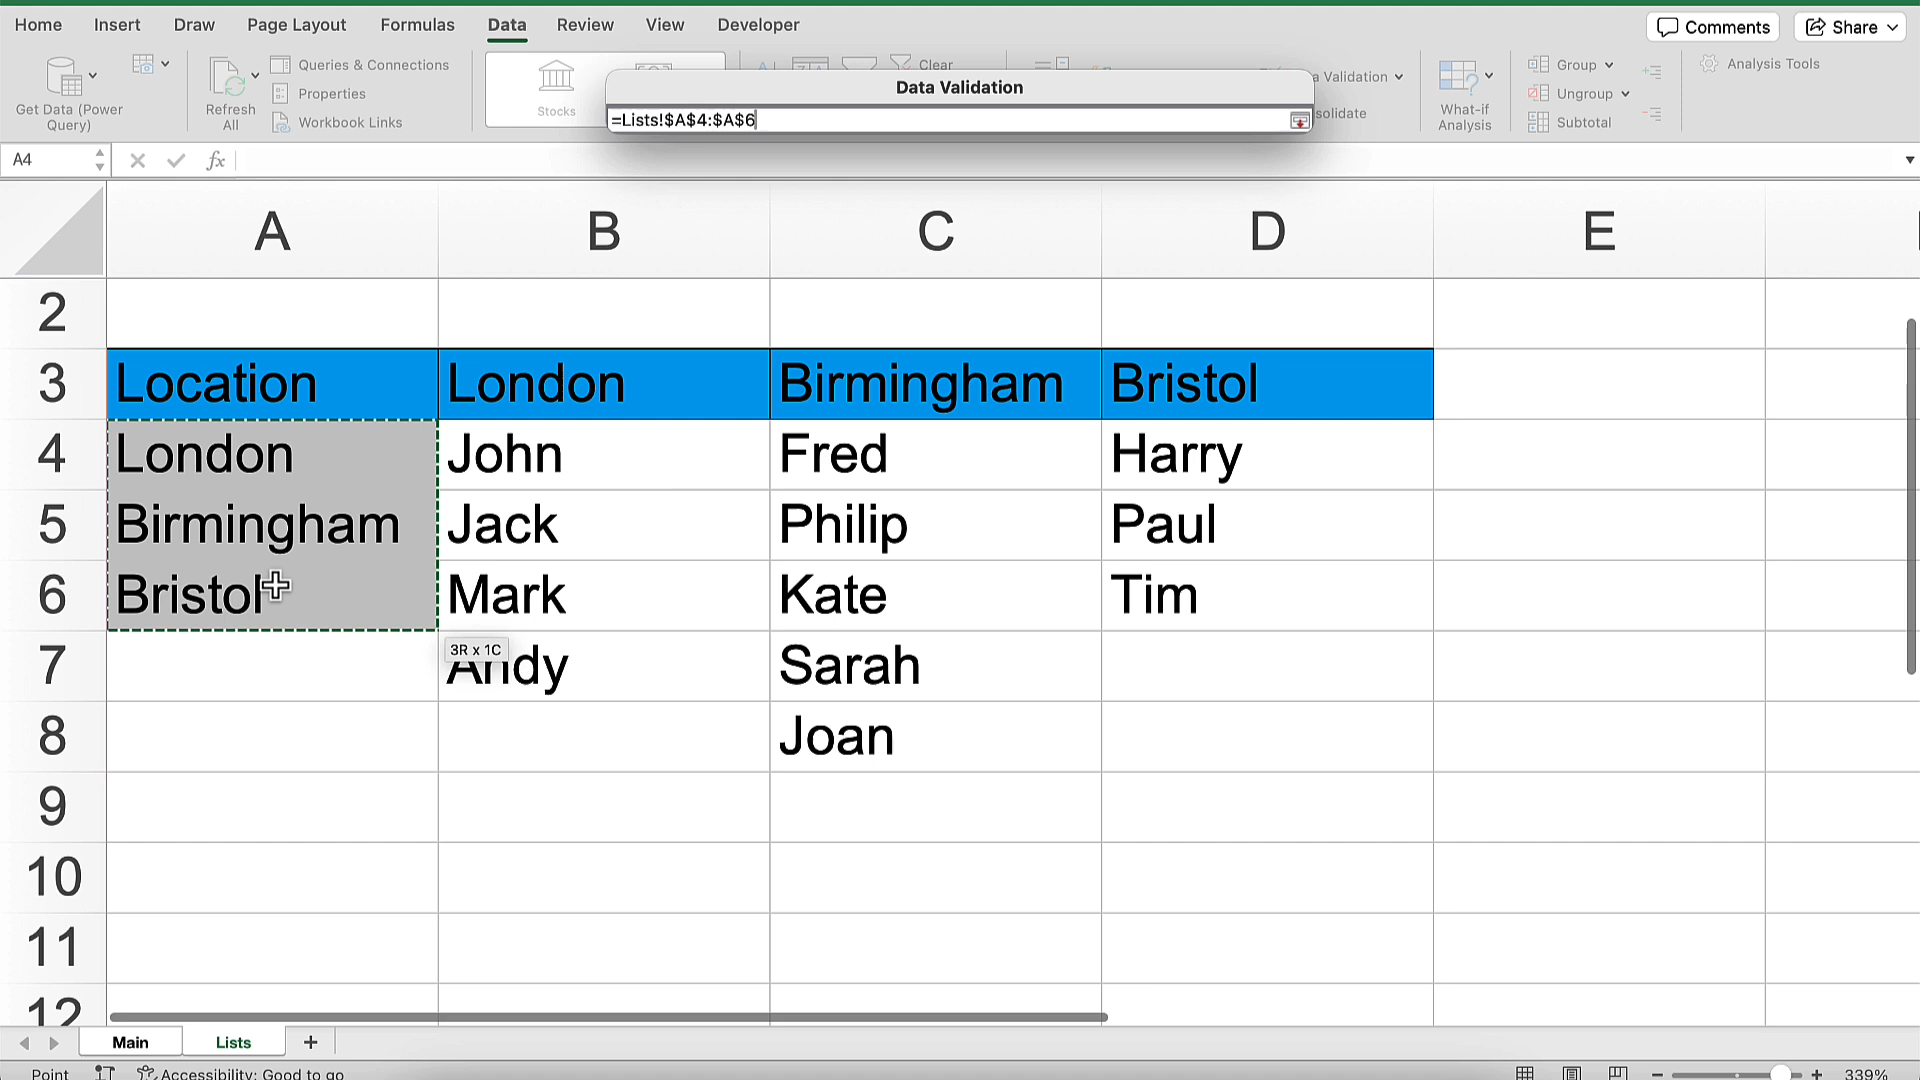 Home Insert Draw Page Layout Formulas Data Review View Developer Comments Share
Get Data (Power Query)
Refresh All
Queries & Connections
Properties
Workbook Links
Stocks
Clear
Data Validation
=Lists!$A$4:$A$6
a Validation
solidate
What-if Analysis
Group
Ungroup
Subtotal
Analysis Tools
A4 fx
A B C D E
2
3 Location London Birmingham Bristol
4 London John Fred Harry
5 Birmingham Jack Philip Paul
6 Bristol Mark Kate Tim
3R x 1C
7 Andy Sarah
8 Joan
9
10
11
12
Main Lists +
Point Accessibility: Good to go 339%